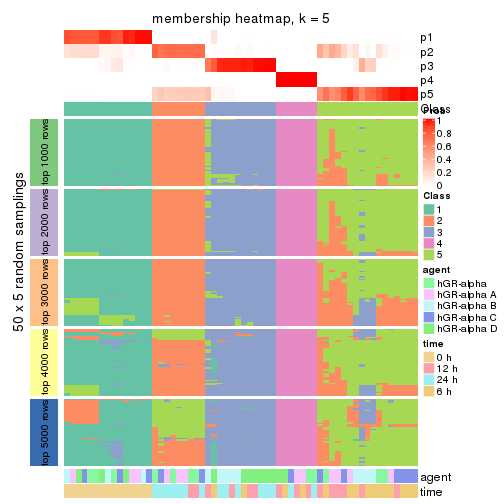 membership heatmap, k = 5
p1
p2
p3
p4
p5
Class
Prob
1
0.8
0.6
0.4
0.2
0
Class
1
2
3
4
5
agent
hGR-alpha
hGR-alpha A
hGR-alpha B
hGR-alpha C
hGR-alpha D
time
0 h
12 h
24 h
6 h
50 x 5 random samplings
top 1000 rows
top 2000 rows
top 3000 rows
top 4000 rows
top 5000 rows
agent
time